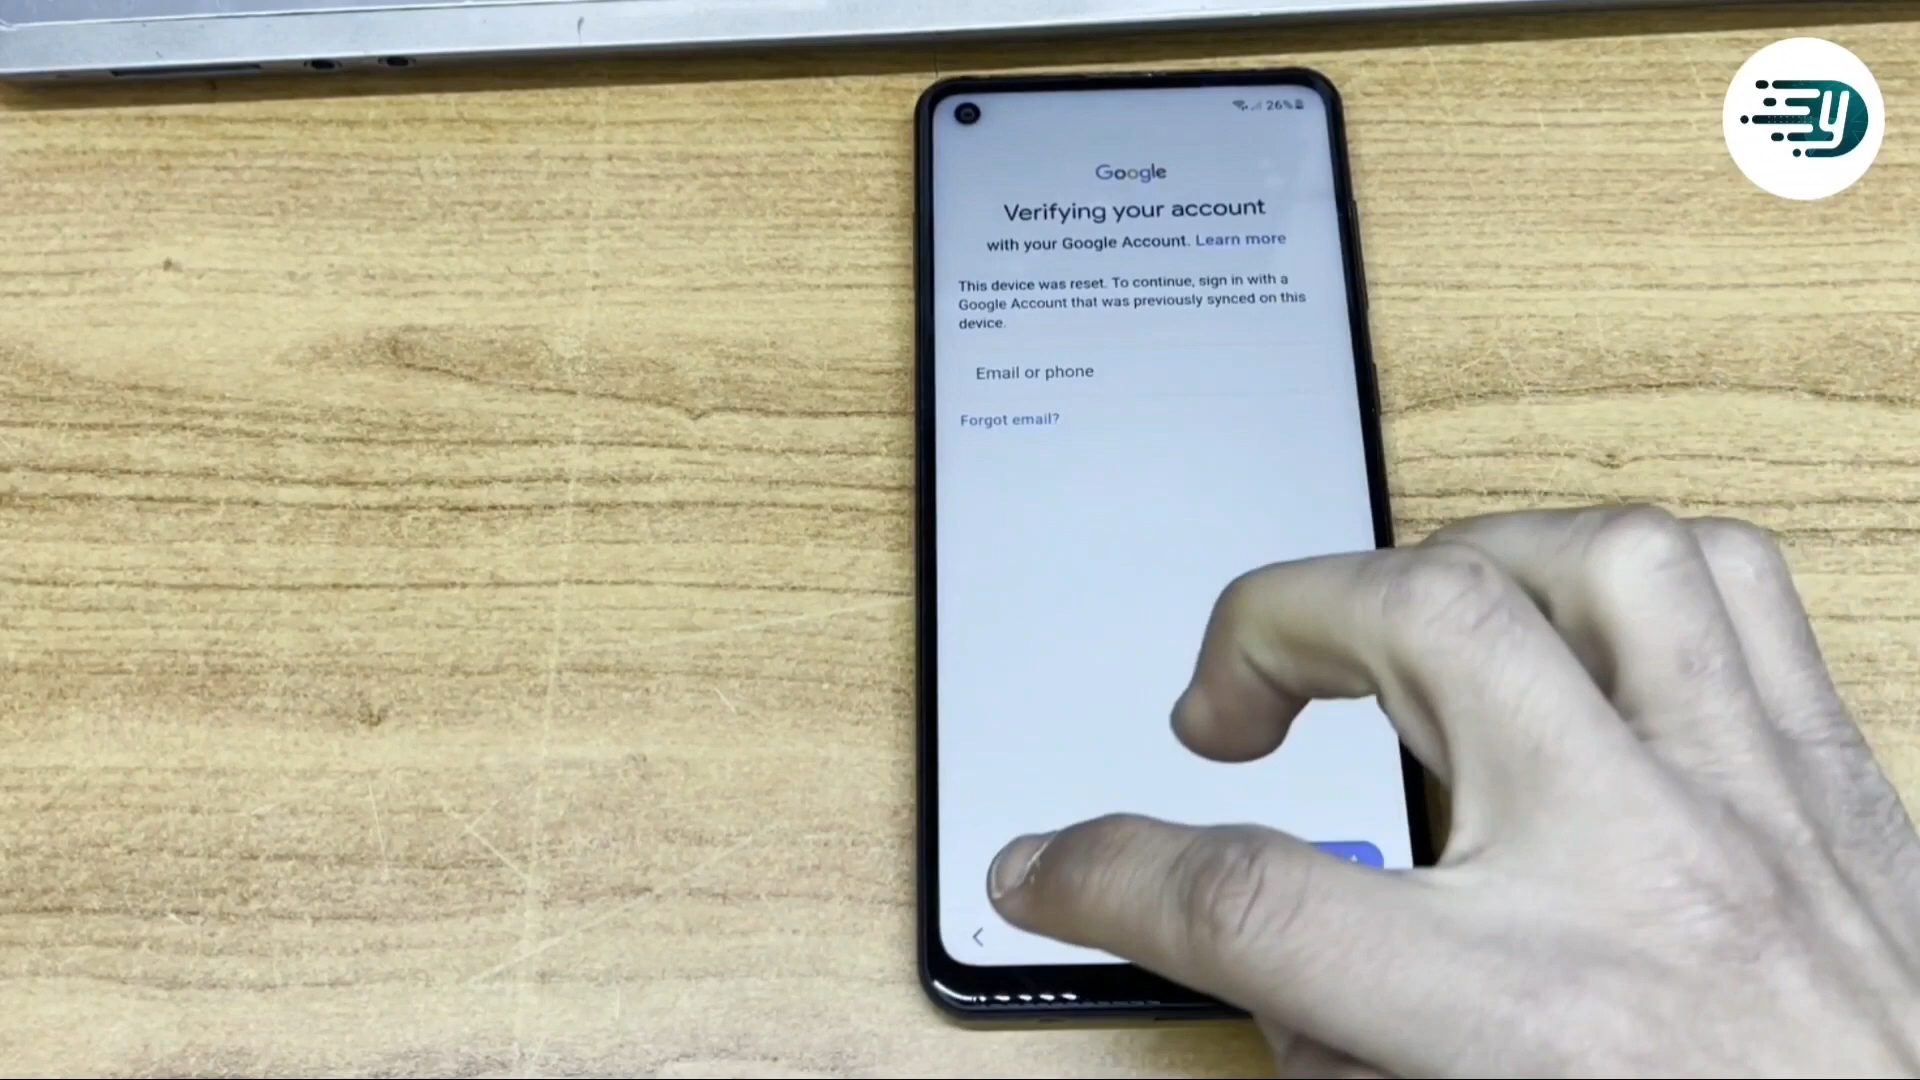 26%
Google
Verifying your account
with your Google Account. Learn more
This device was reset. To continue, sign in with a
Google Account that was previously synced on this
device.
Email or phone
Forgot email?
y